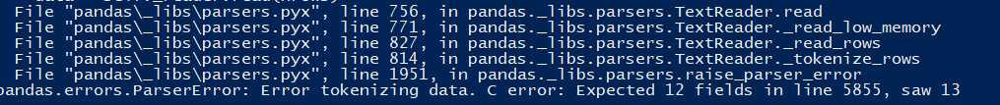 File "pandas\_libs\parsers.pyx", line 756, in pandas._libs.parsers.TextReader.read
File "pandas\_libs\parsers.pyx", line 771, in pandas._libs.parsers.TextReader._read_low_memory
File "pandas\_libs\parsers.pyx", line 827, in pandas._libs.parsers.TextReader._read_rows
File "pandas\_libs\parsers.pyx", line 814, in pandas._libs.parsers.TextReader._tokenize_rows
File "pandas\_libs\parsers.pyx", line 1951, in pandas._libs.parsers.raise_parser_error
pandas.errors.ParserError: Error tokenizing data. C error: Expected 12 fields in line 5855, saw 13